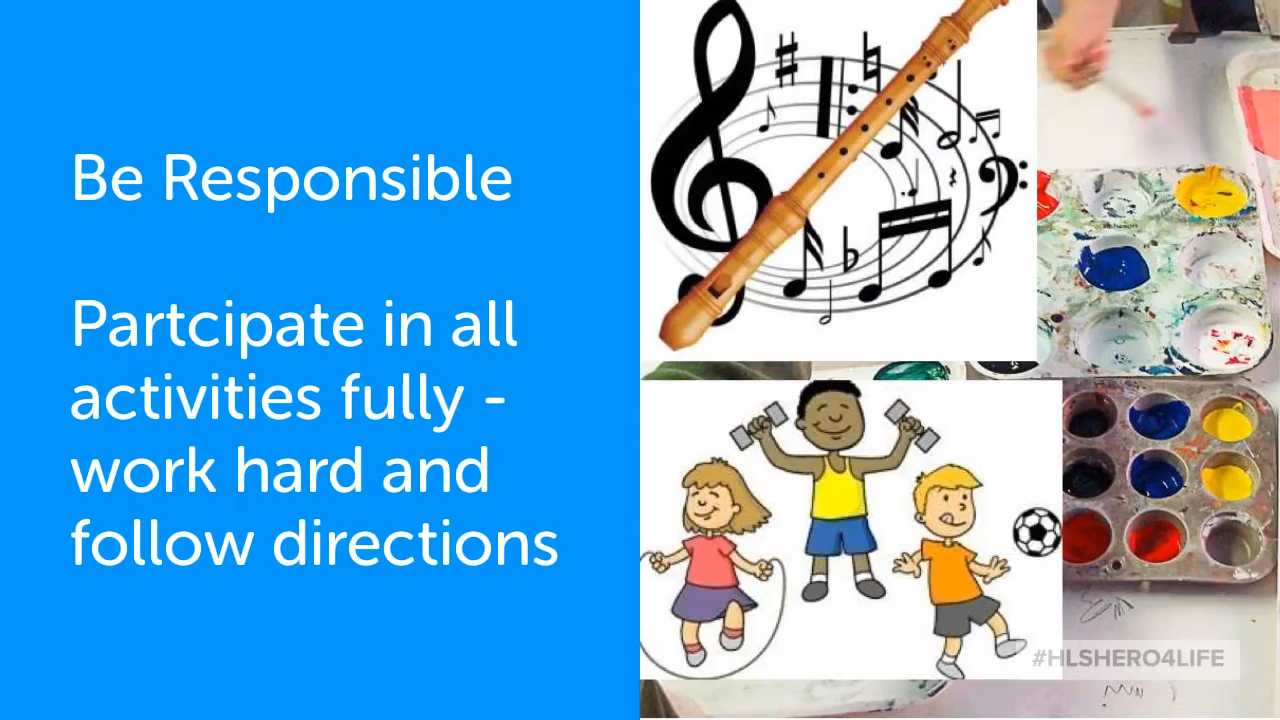 Be Responsible
Partcipate in all
activities fully -
work hard and
follow directions
#HLSHERO4LIFE